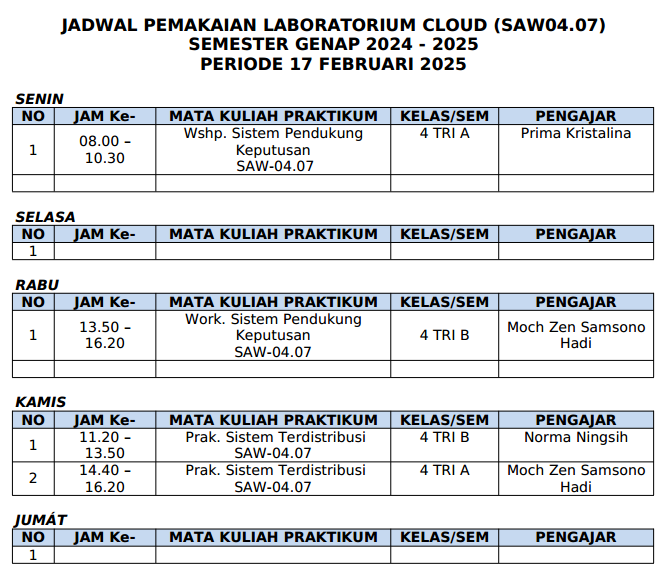 JADWAL PEMAKAIAN LABORATORIUM CLOUD (SAW04.07)
SEMESTER GENAP 2024 - 2025
PERIODE 17 FEBRUARI 2025
SENIN
NO JAM Ke- MATA KULIAH PRAKTIKUM KELAS/SEM PENGAJAR
1 08.00 – 10.30 Wshp. Sistem Pendukung Keputusan SAW-04.07 4 TRI A Prima Kristalina
SELASA
NO JAM Ke- MATA KULIAH PRAKTIKUM KELAS/SEM PENGAJAR
1
RABU
NO JAM Ke- MATA KULIAH PRAKTIKUM KELAS/SEM PENGAJAR
1 13.50 – 16.20 Work. Sistem Pendukung Keputusan SAW-04.07 4 TRI B Moch Zen Samsono Hadi
KAMIS
NO JAM Ke- MATA KULIAH PRAKTIKUM KELAS/SEM PENGAJAR
1 11.20 – 13.50 Prak. Sistem Terdistribusi SAW-04.07 4 TRI B Norma Ningsih
2 14.40 – 16.20 Prak. Sistem Terdistribusi SAW-04.07 4 TRI A Moch Zen Samsono Hadi
JUMÁT
NO JAM Ke- MATA KULIAH PRAKTIKUM KELAS/SEM PENGAJAR
1